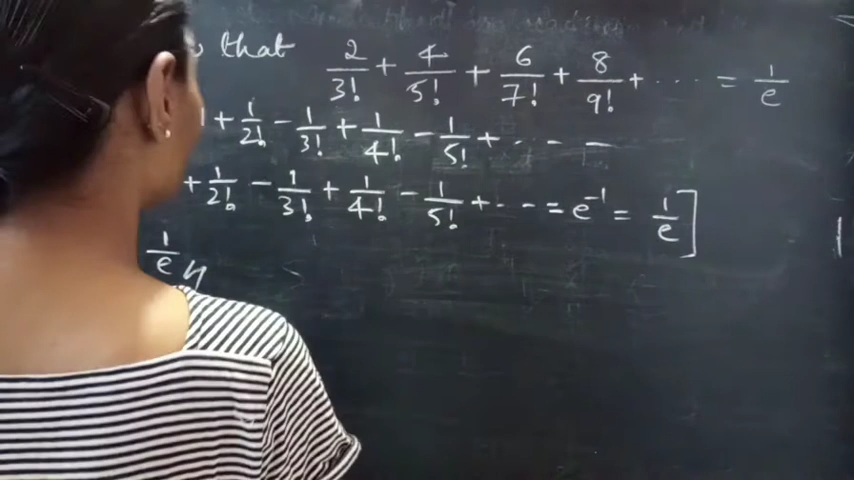 that 2/3! + 4/5! + 6/7! + 8/9! + .... = 1/e
1 + 1/2! - 1/3! + 1/4! - 1/5! + ... -
+ 1/2! - 1/3! + 1/4! - 1/5! + ... = e^-1 = 1/e ]
1/e